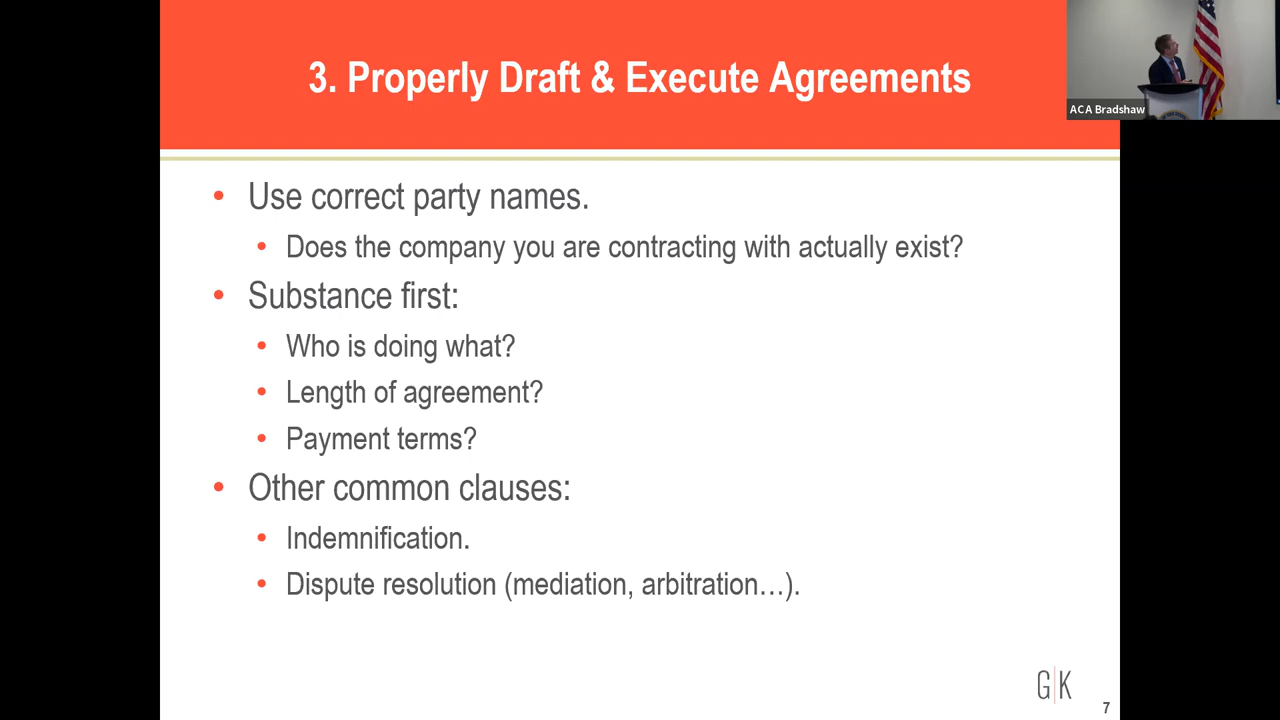 3. Properly Draft & Execute Agreements
ACA Bradshaw
• Use correct party names.
• Does the company you are contracting with actually exist?
• Substance first:
• Who is doing what?
• Length of agreement?
• Payment terms?
• Other common clauses:
• Indemnification.
• Dispute resolution (mediation, arbitration…).
G|K
7